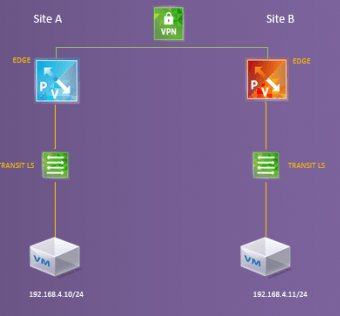 Site A
VPN
Site B
EDGE
EDGE
P V
P V
TRANSIT LS
TRANSIT LS
VM
VM
192.168.4.10/24
192.168.4.11/24